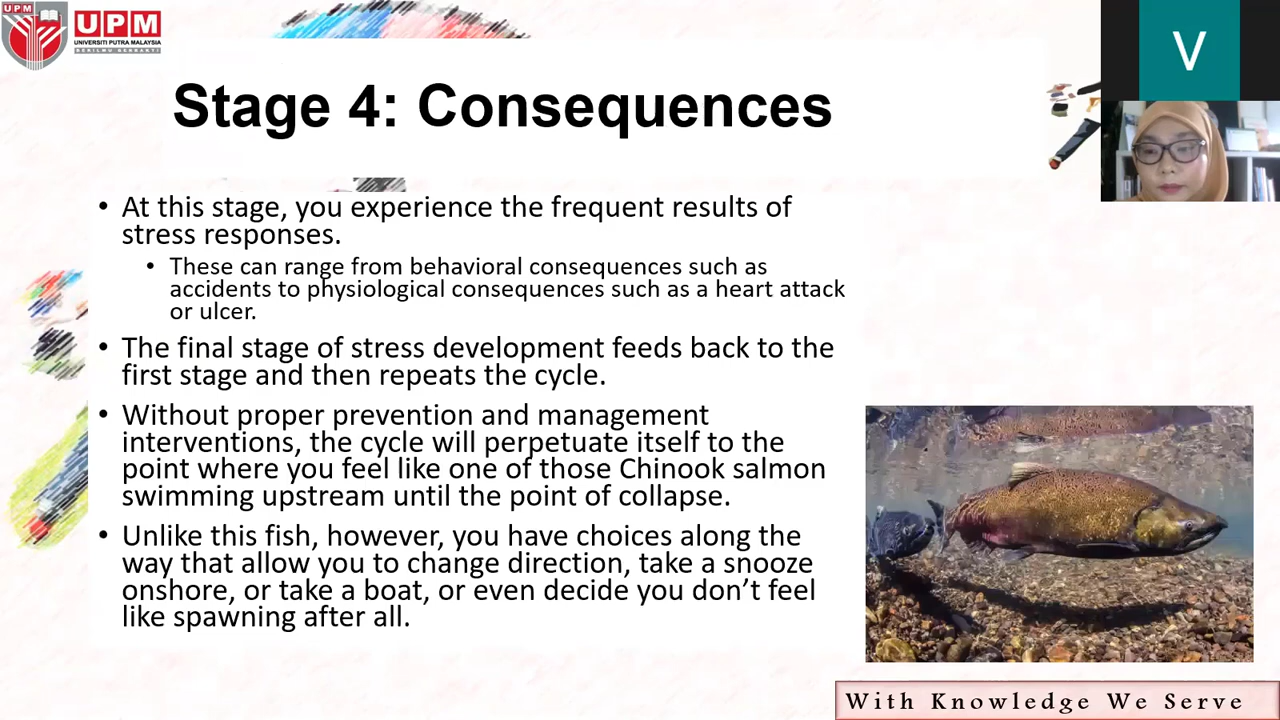 UPM
UPM
UNIVERSITI PUTRA MALAYSIA
BERILMU BERBAKTI
V
Stage 4: Consequences
• At this stage, you experience the frequent results of
stress responses.
• These can range from behavioral consequences such as
accidents to physiological consequences such as a heart attack
or ulcer.
• The final stage of stress development feeds back to the
first stage and then repeats the cycle.
• Without proper prevention and management
interventions, the cycle will perpetuate itself to the
point where you feel like one of those Chinook salmon
swimming upstream until the point of collapse.
• Unlike this fish, however, you have choices along the
way that allow you to change direction, take a snooze
onshore, or take a boat, or even decide you don’t feel
like spawning after all.
With Knowledge We Serve